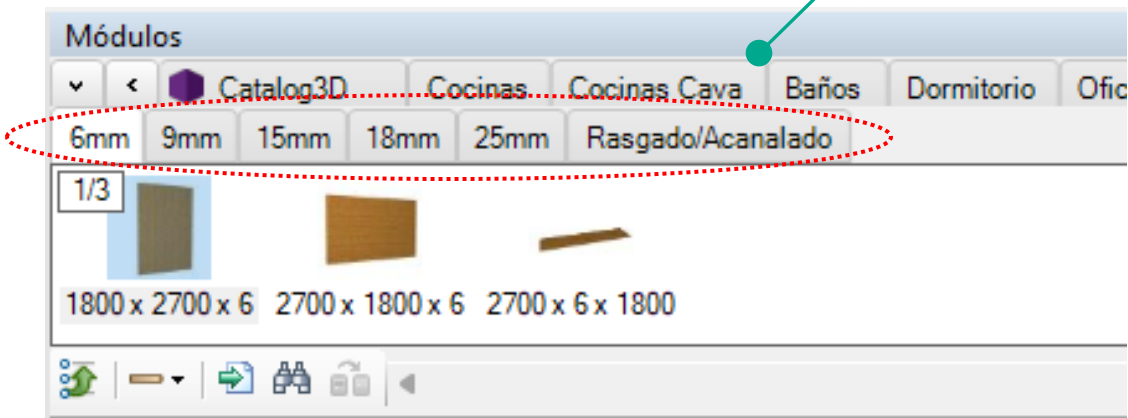 Módulos
Catalog3D Cocinas Cocinas Cava Baños Dormitorio Ofic
6mm 9mm 15mm 18mm 25mm Rasgado/Acanalado
1/3
1800 x 2700 x 6 2700 x 1800 x 6 2700 x 6 x 1800